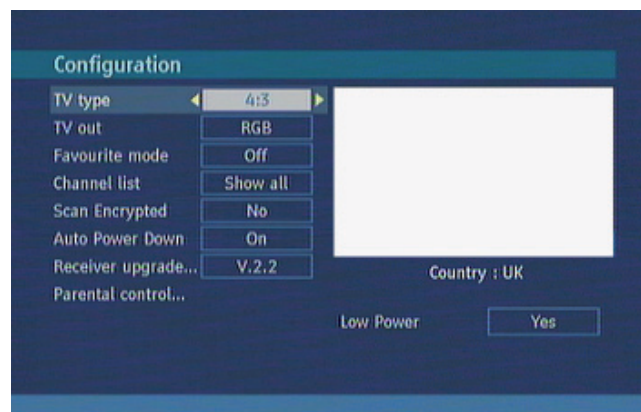 Configuration
TV type 4:3
TV out RGB
Favourite mode Off
Channel list Show all
Scan Encrypted No
Auto Power Down On
Receiver upgrade... V.2.2
Parental control...
Country : UK
Low Power Yes